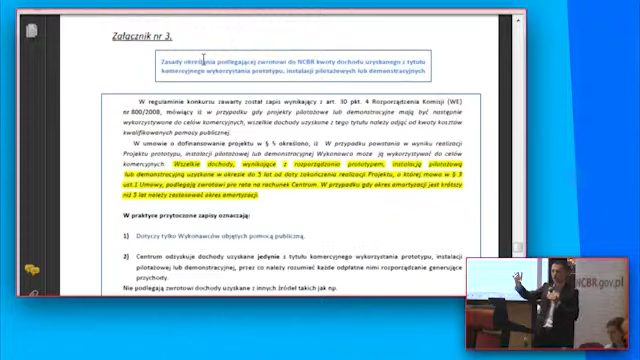 Załącznik nr 3.
Zasady określania podlegającej zwrotowi do NCBR kwoty dochodu uzyskanego z tytułu
komercyjnego wykorzystania prototypu, instalacji pilotażowych lub demonstracyjnych
W regulaminie konkursu zawarty został zapis wynikający z art. 30 pkt. 4 Rozporządzenia Komisji (WE)
nr 800/2008, mówiący iż w przypadku gdy projekty pilotażowe demonstracyjne mają być następnie
wykorzystywane do celów komercyjnych, wszelkie dochody uzyskane z tego tytułu należy odjąć od kwoty kosztów
kwalifikowanych pomocy publicznej.
W umowie o dofinansowanie projektu w § 5 określono, iż W przypadku powstania w wyniku realizacji
Projektu prototypu, instalacji pilotażowej lub demonstracyjnej Wykonawca może ją wykorzystywać do celów
komercyjnych. Wszelkie dochody, wynikające z rozporządzania prototypem, instalacją pilotażową
lub demonstracyjną uzyskane w okresie do 5 lat od daty zakończenia realizacji Projektu, o której mowa w § 3
ust.1 Umowy, podlegają zwrotowi pro rata na rachunek Centrum. W przypadku gdy okres amortyzacji jest krótszy
niż 5 lat należy zastosować okres amortyzacji.
W praktyce przytoczone zapisy oznaczają:
1) Dotyczy tylko Wykonawców objętych pomocą publiczną.
2) Centrum odzyskuje dochody uzyskane jedynie z tytułu komercyjnego wykorzystania prototypu, instalacji
pilotażowej lub demonstracyjnej, przez co należy rozumieć każde odpłatne nimi rozporządzanie generujące
przychody.
Nie podlegają zwrotowi dochody uzyskane z innych źródeł takich jak np.
NCBR.gov.pl